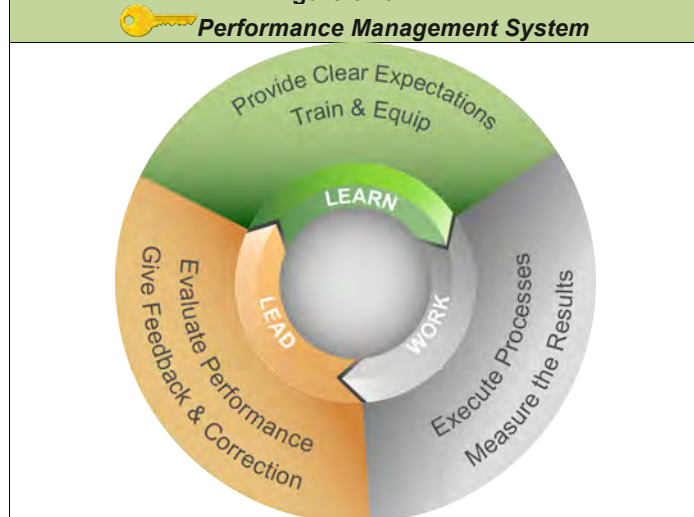 Performance Management System
Provide Clear Expectations
Train & Equip
LEARN
WORK
Execute Processes
Measure the Results
LEAD
Evaluate Performance
Give Feedback & Correction